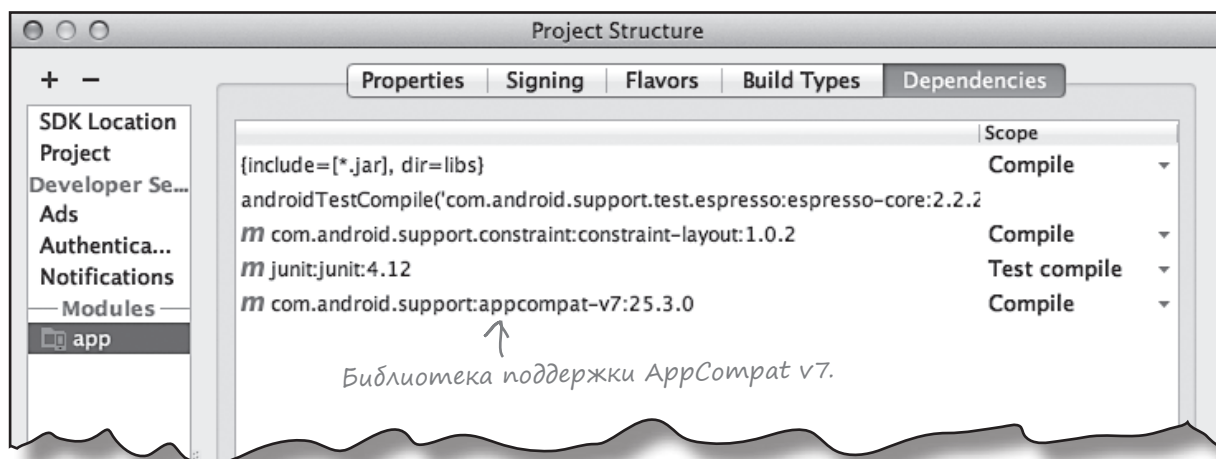 Project Structure
+ −
Properties Signing Flavors Build Types Dependencies
SDK Location
Project
Developer Se...
Ads
Authentica...
Notifications
Modules
app
Scope
{include=[*.jar], dir=libs} Compile
androidTestCompile('com.android.support.test.espresso:espresso-core:2.2.2
m com.android.support.constraint:constraint-layout:1.0.2 Compile
m junit:junit:4.12 Test compile
m com.android.support:appcompat-v7:25.3.0 Compile
Библиотека поддержки AppCompat v7.